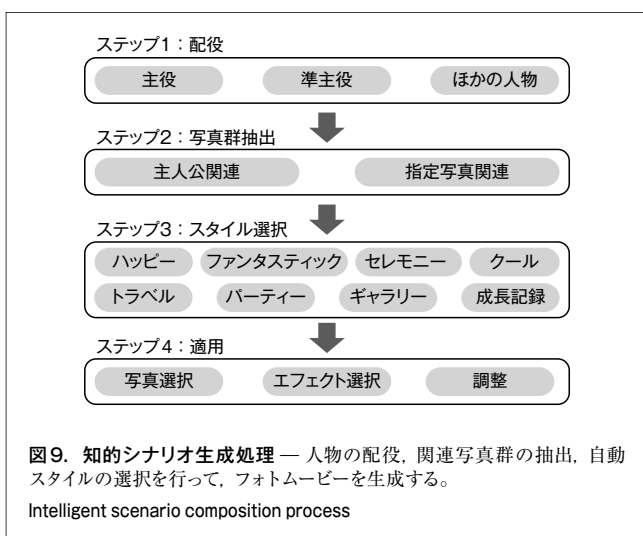 ステップ1：配役
主役 準主役 ほかの人物
ステップ2：写真群抽出
主人公関連 指定写真関連
ステップ3：スタイル選択
ハッピー ファンタスティック セレモニー クール
トラベル パーティー ギャラリー 成長記録
ステップ4：適用
写真選択 エフェクト選択 調整
図9. 知的シナリオ生成処理 — 人物の配役，関連写真群の抽出，自動
スタイルの選択を行って，フォトムービーを生成する。
Intelligent scenario composition process